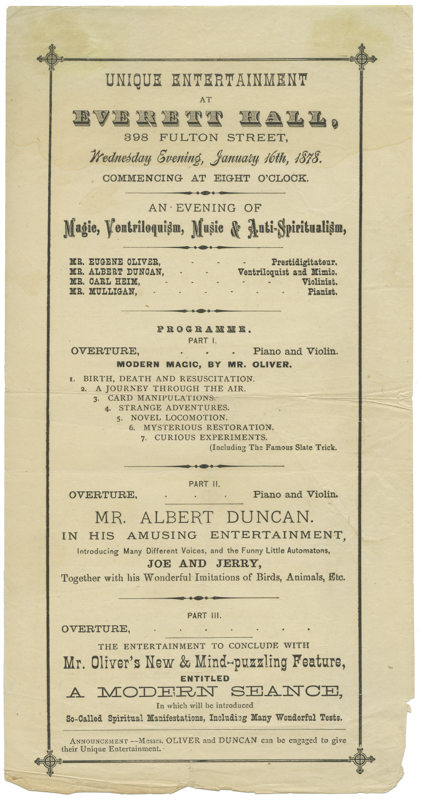 UNIQUE ENTERTAINMENT
AT
EVERETT HALL,
398 FULTON STREET,
Wednesday Evening, January 16th, 1878.
COMMENCING AT EIGHT O'CLOCK.
AN EVENING OF
Magic, Ventriloquism, Music & Anti-Spiritualism,
MR. EUGENE OLIVER, . . . Prestidigitateur.
MR. ALBERT DUNCAN, . . . Ventriloquist and Mimic.
MR. CARL HEIM, . . . . . Violinist.
MR. MULLIGAN, . . . . . . Pianist.
PROGRAMME.
PART I.
OVERTURE, . . . Piano and Violin.
MODERN MAGIC, BY MR. OLIVER.
1. BIRTH, DEATH AND RESUSCITATION.
2. A JOURNEY THROUGH THE AIR.
3. CARD MANIPULATIONS.
4. STRANGE ADVENTURES.
5. NOVEL LOCOMOTION.
6. MYSTERIOUS RESTORATION.
7. CURIOUS EXPERIMENTS.
(Including The Famous Slate Trick.
PART II.
OVERTURE, . . . Piano and Violin.
MR. ALBERT DUNCAN.
IN HIS AMUSING ENTERTAINMENT,
Introducing Many Different Voices, and the Funny Little Automatons,
JOE AND JERRY,
Together with his Wonderful Imitations of Birds, Animals, Etc.
PART III.
OVERTURE, . . . . . . .
THE ENTERTAINMENT TO CONCLUDE WITH
Mr. Oliver's New & Mind--puzzling Feature,
ENTITLED
A MODERN SEANCE,
In which will be introduced
So-Called Spiritual Manifestations, Including Many Wonderful Tests.
ANNOUNCEMENT—Messrs. OLIVER and DUNCAN can be engaged to give
their Unique Entertainment.